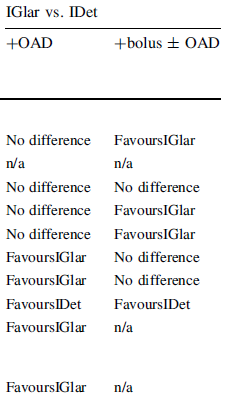 IGlar vs. IDet
+OAD +bolus ± OAD
No difference FavoursIGlar
n/a n/a
No difference No difference
No difference FavoursIGlar
No difference FavoursIGlar
FavoursIGlar No difference
FavoursIGlar No difference
FavoursIDet FavoursIDet
FavoursIGlar n/a
FavoursIGlar n/a